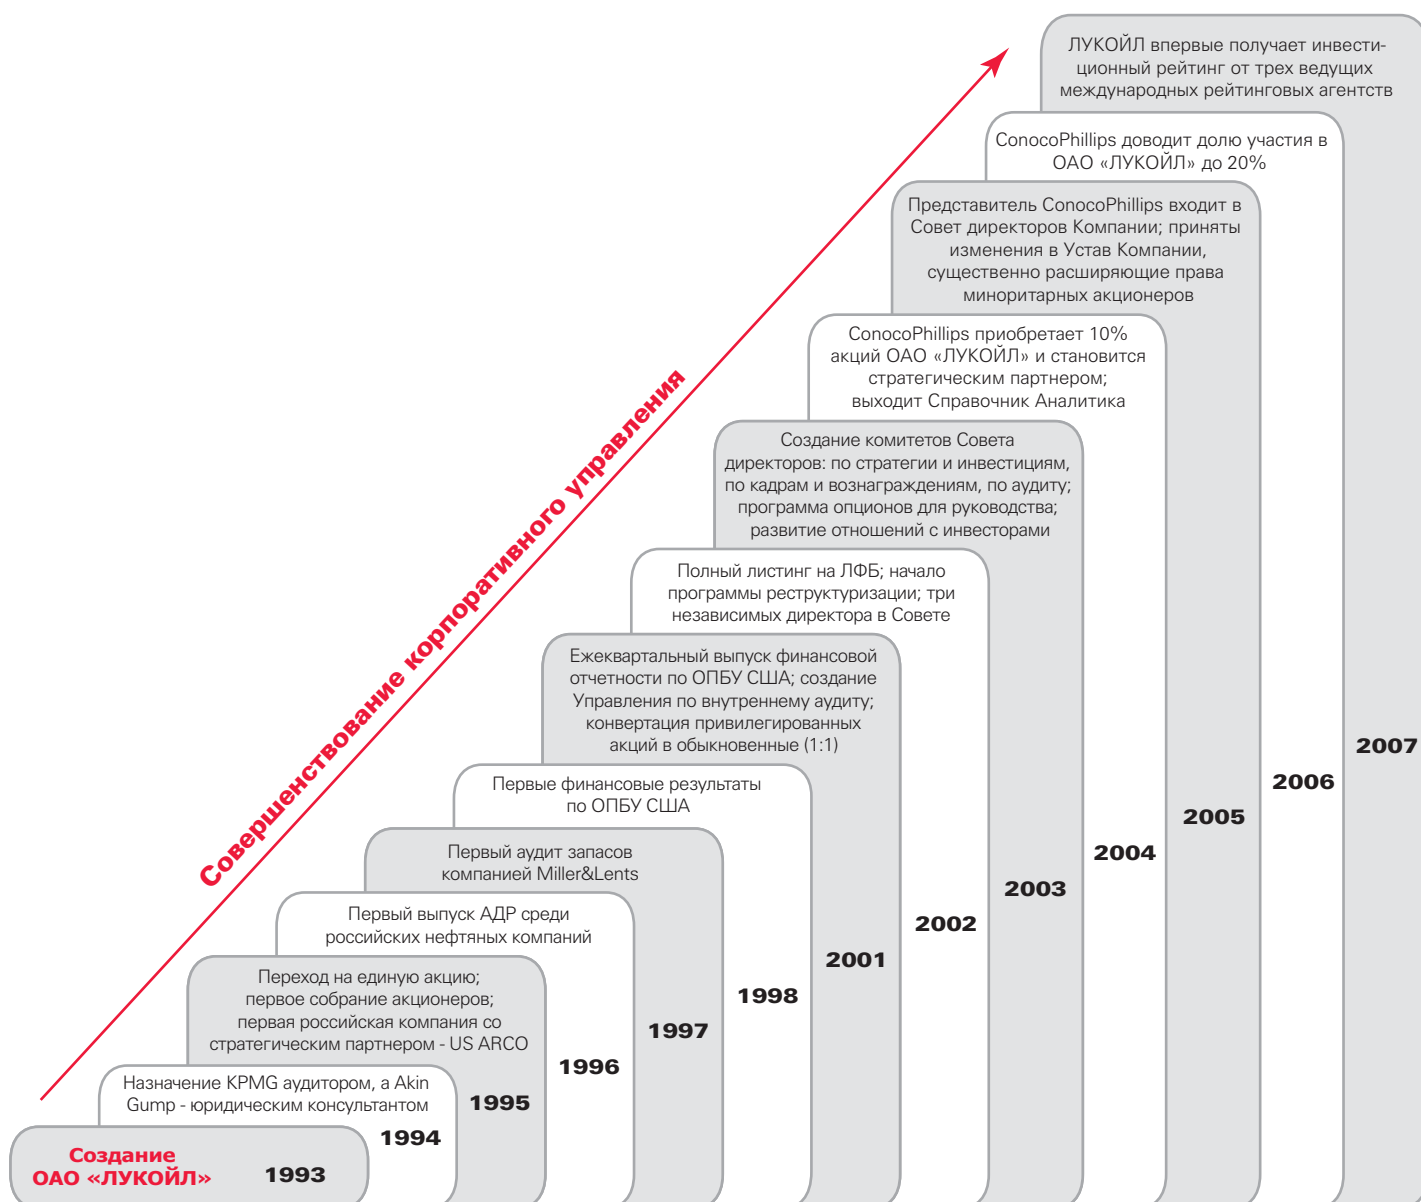 ЛУКОЙЛ впервые получает инвести-
ционный рейтинг от трех ведущих
международных рейтинговых агентств
2007
ConocoPhillips доводит долю участия в
ОАО «ЛУКОЙЛ» до 20%
2006
Представитель ConocoPhillips входит в
Совет директоров Компании; приняты
изменения в Устав Компании,
существенно расширяющие права
миноритарных акционеров
2005
ConocoPhillips приобретает 10%
акций ОАО «ЛУКОЙЛ» и становится
стратегическим партнером;
выходит Справочник Аналитика
2004
Создание комитетов Совета
директоров: по стратегии и инвестициям,
по кадрам и вознаграждениям, по аудиту;
программа опционов для руководства;
развитие отношений с инвесторами
2003
Полный листинг на ЛФБ; начало
программы реструктуризации; три
независимых директора в Совете
2002
Ежеквартальный выпуск финансовой
отчетности по ОПБУ США; создание
Управления по внутреннему аудиту;
конвертация привилегированных
акций в обыкновенные (1:1)
2001
Первые финансовые результаты
по ОПБУ США
1998
Первый аудит запасов
компанией Miller&Lents
1997
Первый выпуск АДР среди
российских нефтяных компаний
1996
Переход на единую акцию;
первое собрание акционеров;
первая российская компания со
стратегическим партнером - US ARCO
1995
Назначение KPMG аудитором, а Akin
Gump - юридическим консультантом
1994
Создание
ОАО «ЛУКОЙЛ»
1993
Совершенствование корпоративного управления